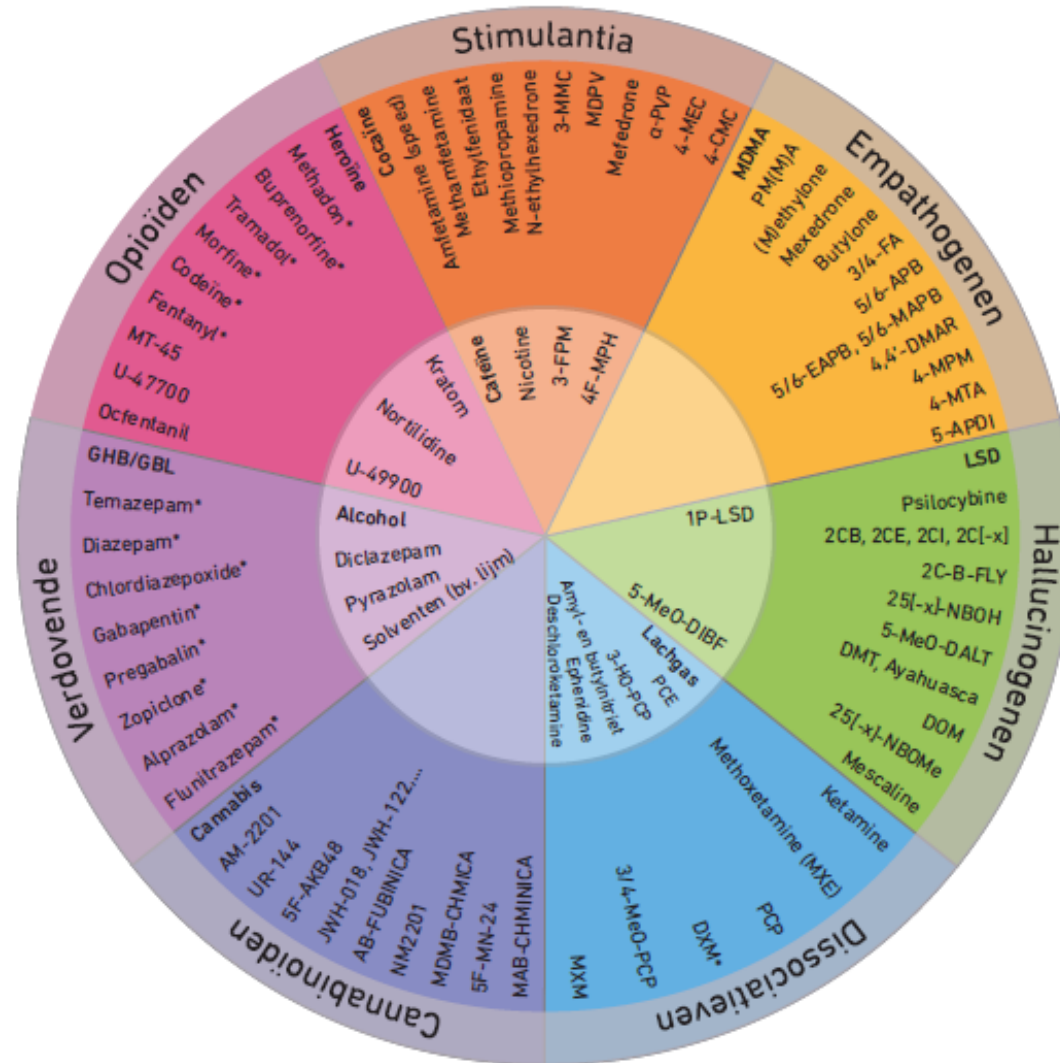 Stimulantia
Cocaïne
Amfetamine (speed)
Methamfetamine
Ethylfenidaat
Methiopropamine
N-ethylhexedrone
3-MMC
MDPV
Mefedrone
α-PVP
4-MEC
4-CMC
Cafeïne
Nicotine
3-FPM
4F-MPH
Empathogenen
MDMA
PM(M)A
(M)ethylone
Mexedrone
Butylone
3/4-FA
5/6-APB
5/6-EAPB, 5/6-MAPB
4,4'-DMAR
4-MPM
4-MTA
5-APDI
Hallucinogenen
LSD
Psilocybine
2CB, 2CE, 2CI, 2C[-x]
2C-B-FLY
25[-x]-NBOH
5-MeO-DALT
DMT, Ayahuasca
DOM
25[-x]-NBOMe
Mescaline
1P-LSD
5-MeO-DIBF
Dissociatieven
Ketamine
Methoxetamine (MXE)
PCP
DXM*
3/4-MeO-PCP
MXM
Lachgas
PCE
3-HO-PCP
Amyl- en butylnitriet
Ephenidine
Deschloroketamine
Cannabinoïden
Cannabis
AM-2201
UR-144
5F-AKB48
JWH-018, JWH-122,...
AB-FUBINICA
NM2201
MDMB-CHMICA
5F-MN-24
MAB-CHMINICA
Verdovende
GHB/GBL
Temazepam*
Diazepam*
Chlordiazepoxide*
Gabapentin*
Pregabalin*
Zopiclone*
Alprazolam*
Flunitrazepam*
Alcohol
Diclazepam
Pyrazolam
Solventen (bv. lijm)
Opioïden
Heroïne
Methadon*
Buprenorfine*
Tramadol*
Morfine*
Codeïne*
Fentanyl*
MT-45
U-47700
Ocfentanil
Kratom
Nortilidine
U-49900